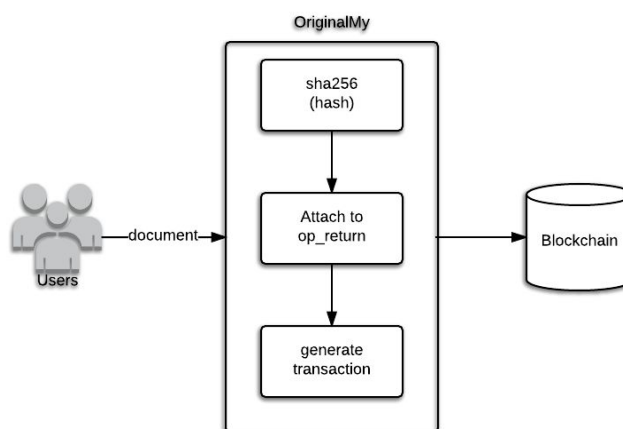 OriginalMy
sha256
(hash)
Attach to
op_return
generate
transaction
document
Users
Blockchain